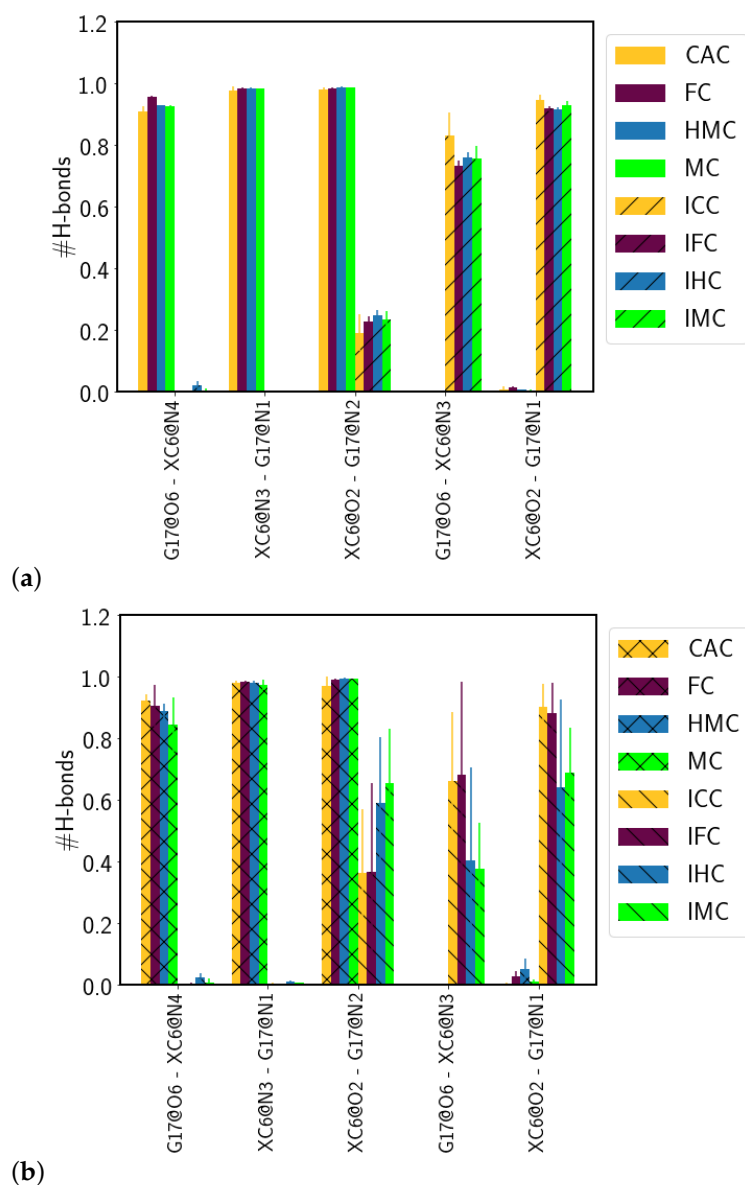 1.2
1.0
0.8
0.6
0.4
0.2
0.0
#H-bonds
G17@O6 - XC6@N4
XC6@N3 - G17@N1
XC6@O2 - G17@N2
G17@O6 - XC6@N3
XC6@O2 - G17@N1
CAC
FC
HMC
MC
ICC
IFC
IHC
IMC
(a)
1.2
1.0
0.8
0.6
0.4
0.2
0.0
#H-bonds
G17@O6 - XC6@N4
XC6@N3 - G17@N1
XC6@O2 - G17@N2
G17@O6 - XC6@N3
XC6@O2 - G17@N1
CAC
FC
HMC
MC
ICC
IFC
IHC
IMC
(b)